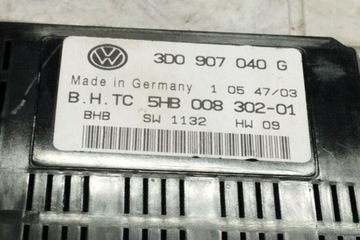 VW 3D0 907 040 G
Made in Germany 1 05 47/03
B.H.TC 5HB 008 302-01
BHB SW 1132 HW 09